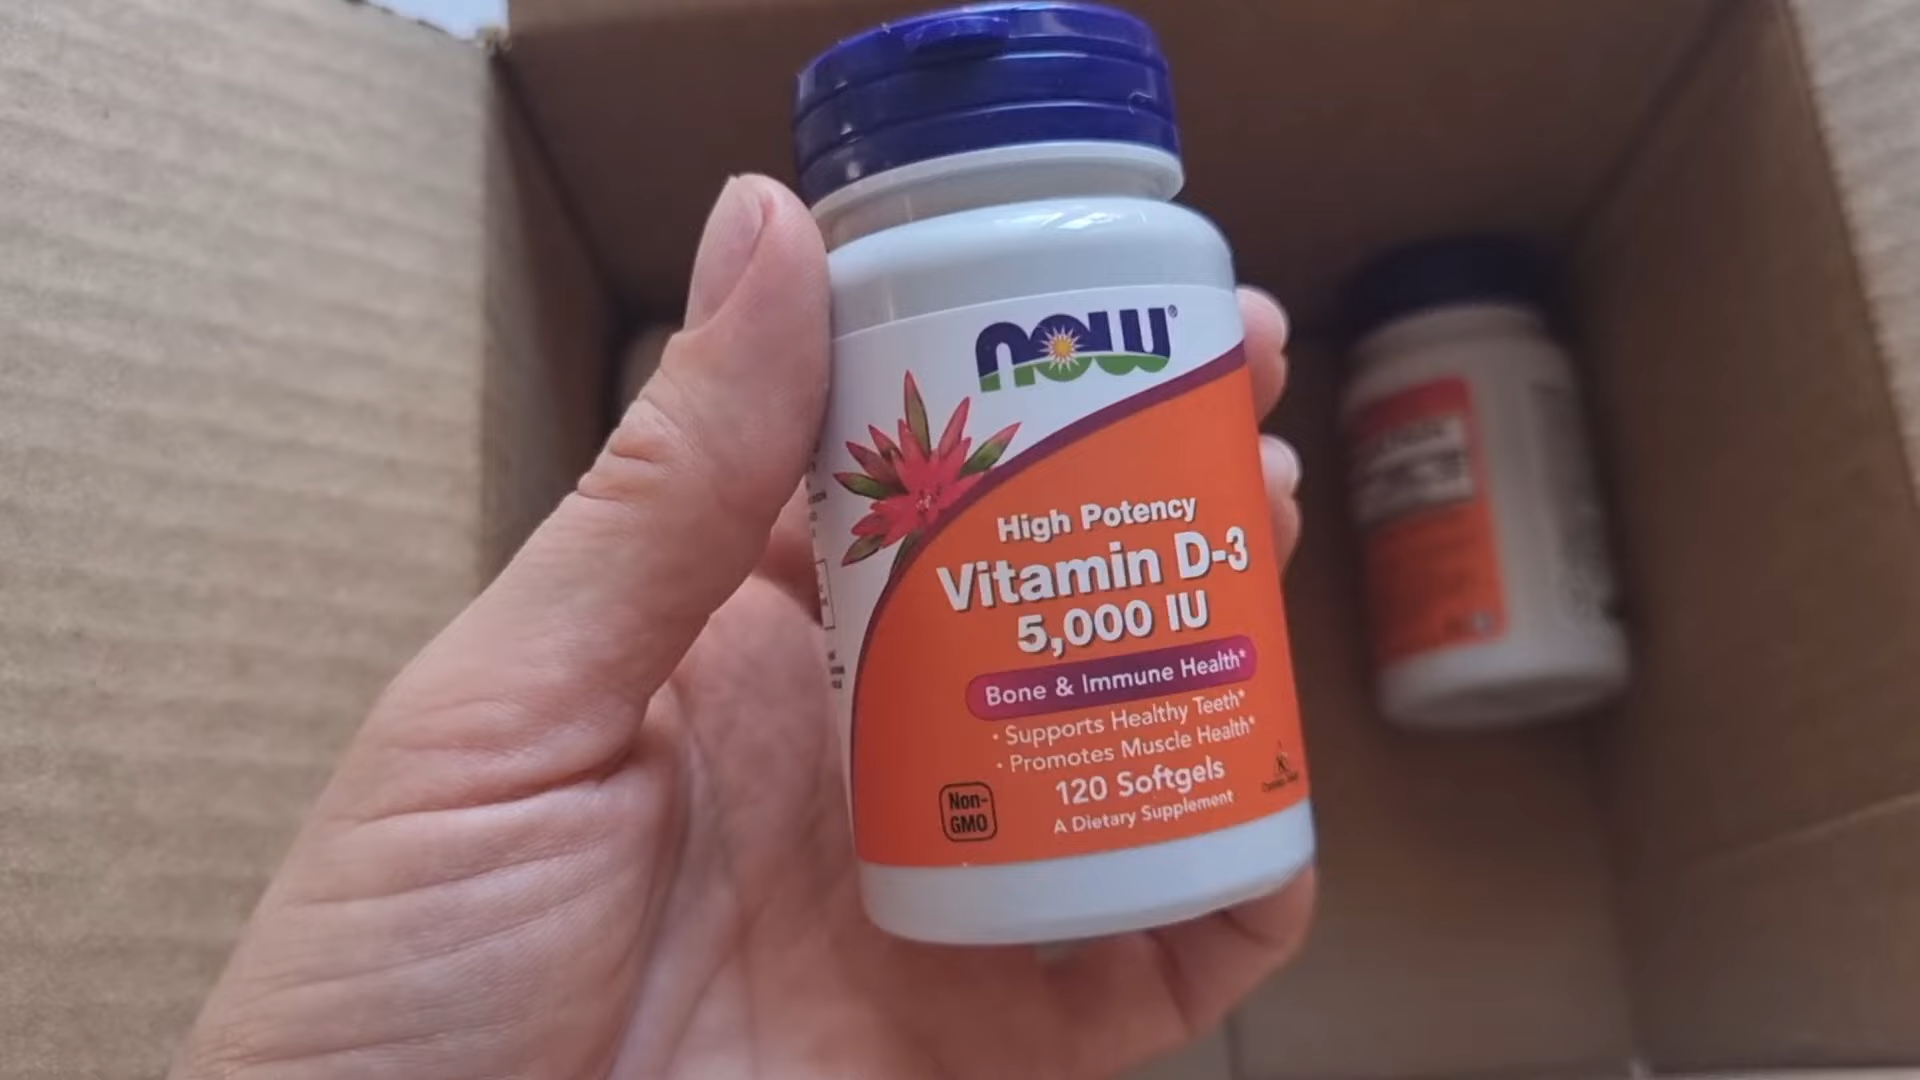 NOW®
High Potency
Vitamin D-3
5,000 IU
Bone & Immune Health*
• Supports Healthy Teeth*
• Promotes Muscle Health*
120 Softgels
A Dietary Supplement
Non-
GMO